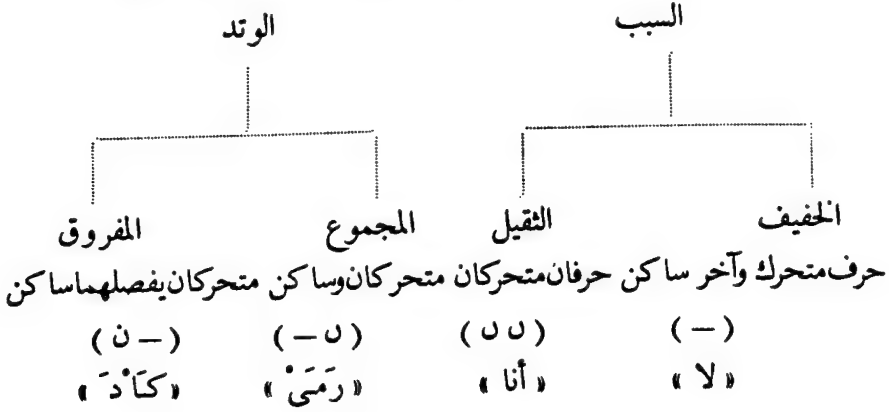 السبب الوتد
الخفيف الثقيل المجموع المفروق
حرف متحرك وآخر ساكن حرفان متحركان متحركان وساكن متحركان يفصلهما ساكن
( — ) ( ں ں ) ( ں — ) ( — ن )
« لا » « أنا » « رَمَىْ » « كَاْدَ »